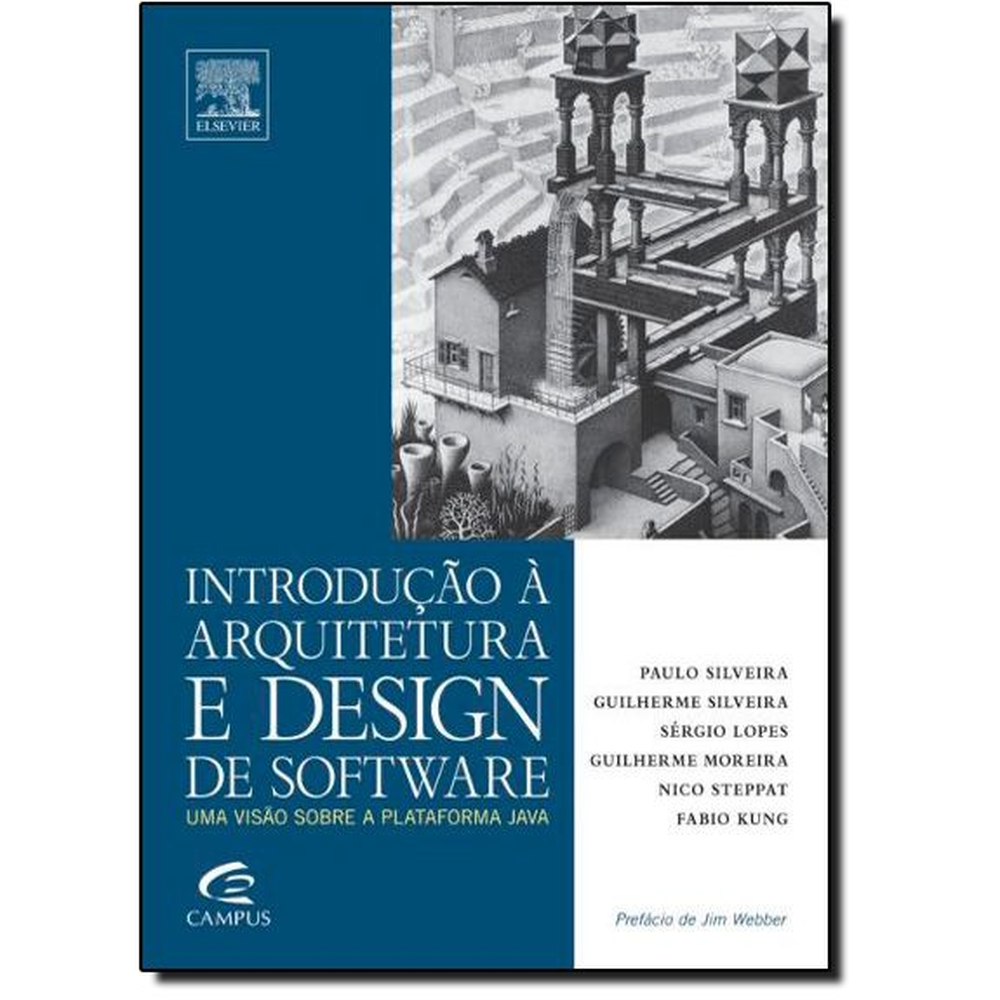 ELSEVIER
INTRODUÇÃO À
ARQUITETURA
E DESIGN
DE SOFTWARE
UMA VISÃO SOBRE A PLATAFORMA JAVA
PAULO SILVEIRA
GUILHERME SILVEIRA
SÉRGIO LOPES
GUILHERME MOREIRA
NICO STEPPAT
FABIO KUNG
CAMPUS
Prefácio de Jim Webber